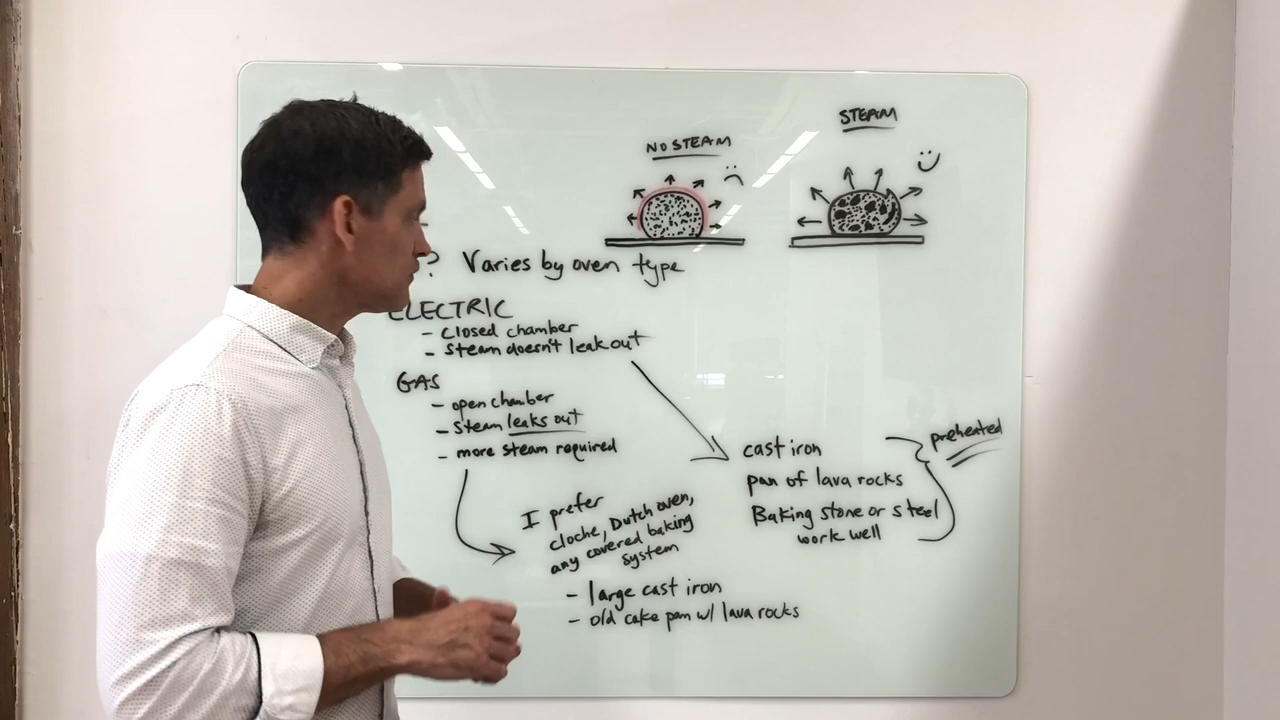 NO STEAM
STEAM
? Varies by oven type
ELECTRIC
- closed chamber
- steam doesn't leak out
GAS
- open chamber
- steam leaks out
- more steam required
I prefer
cloche, Dutch oven,
any covered baking
system
- large cast iron
- old cake pan w/ lava rocks
cast iron
pan of lava rocks
Baking stone or steel
work well
preheated